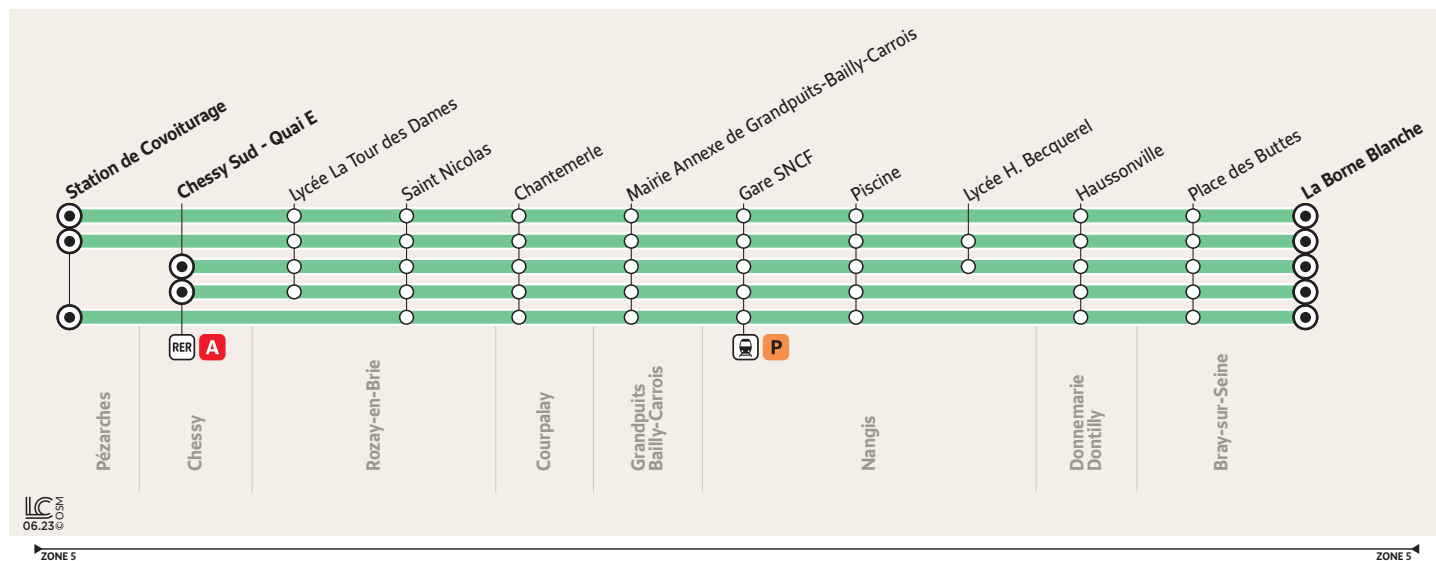 Station de Covoiturage
Chessy Sud - Quai E
Lycée La Tour des Dames
Saint Nicolas
Chantemerle
Mairie Annexe de Grandpuits-Bailly-Carrois
Gare SNCF
Piscine
Lycée H. Becquerel
Haussonville
Place des Buttes
La Borne Blanche
RER A
P
Pézarches
Chessy
Rozay-en-Brie
Courpalay
Grandpuits
Bailly-Carrois
Nangis
Donnemarie
Dontilly
Bray-sur-Seine
LC
06.23 © OSM
ZONE 5
ZONE 5